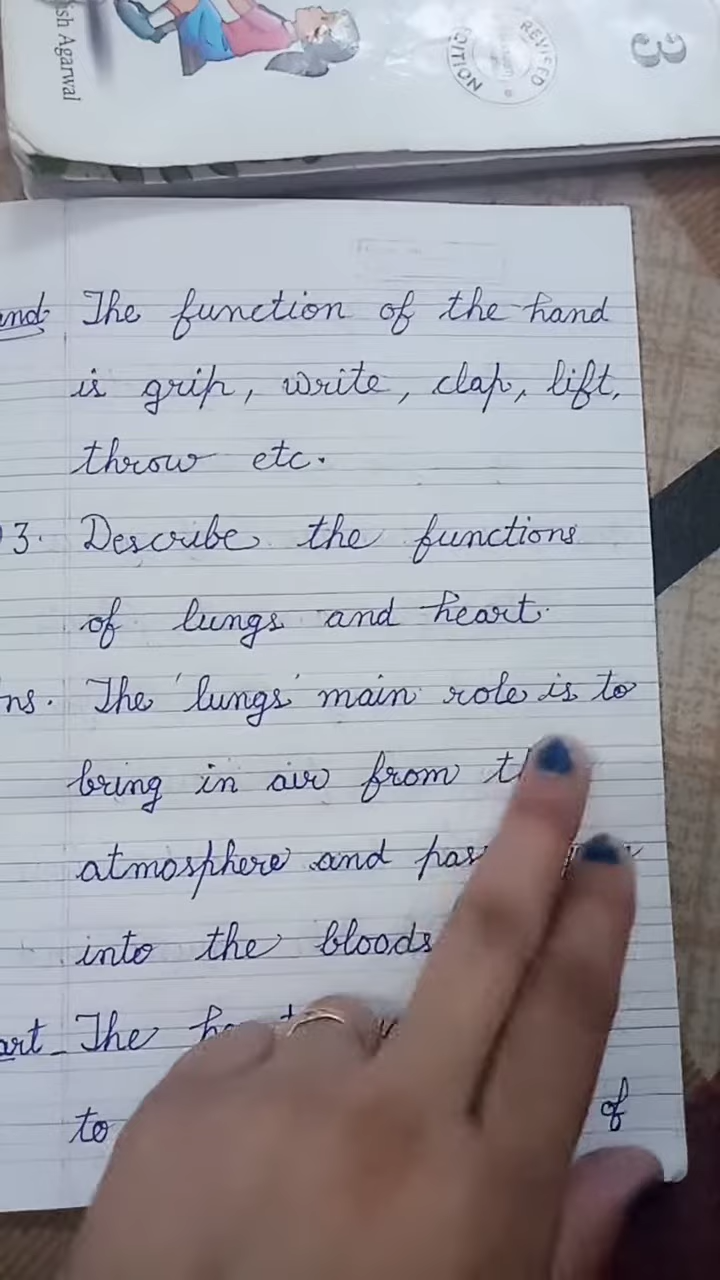 ish Agarwal
REVISED
EDITION
3
and The function of the hand
is grip, write, clap, lift,
throw etc.
3. Describe the functions
of lungs and heart.
ns. The 'lungs' main role is to
bring in air from
atmosphere and
into the bloods
art - The
to of